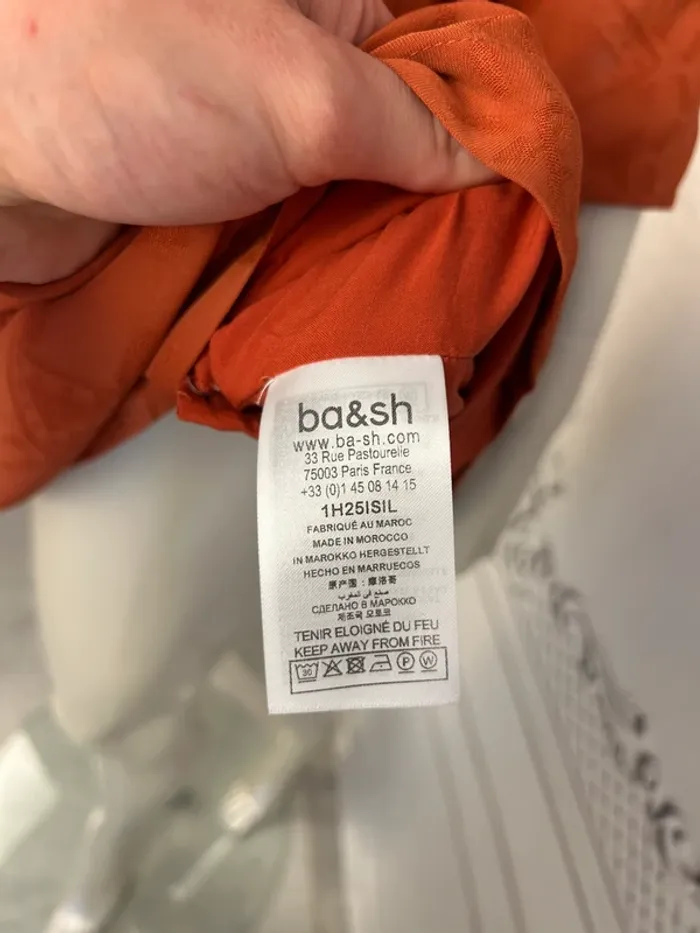 ba&sh
www.ba-sh.com
33 Rue Pastourelle
75003 Paris France
+33 (0)1 45 08 14 15
1H25ISIL
FABRIQUÉ AU MAROC
MADE IN MOROCCO
IN MAROKKO HERGESTELLT
HECHO EN MARRUECOS
原产国：摩洛哥
صنع في المغرب
СДЕЛАНО В МАРОККО
제조국 모로코
TENIR ELOIGNÉ DU FEU
KEEP AWAY FROM FIRE
30 P W